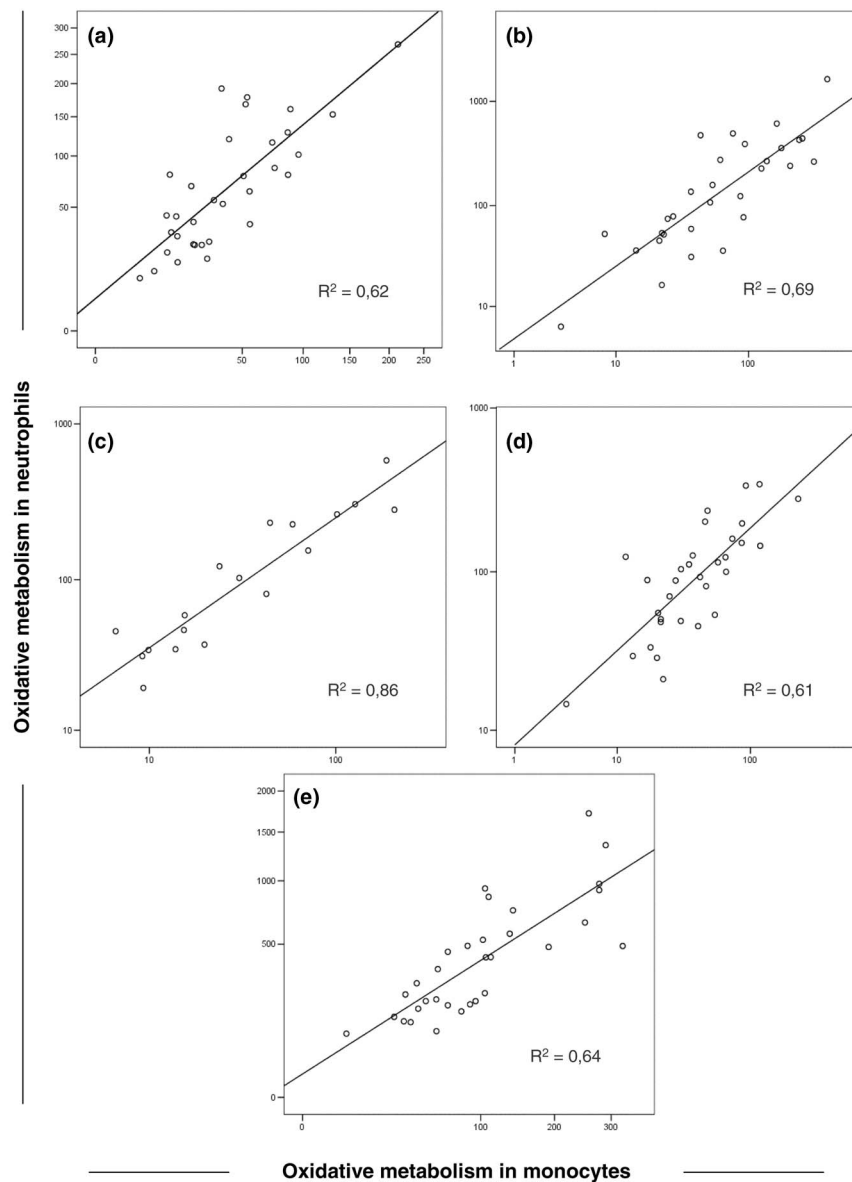 Oxidative metabolism in neutrophils
(a)
300
250
200
150
100
50
0
R² = 0,62
0 50 100 150 200 250
(b)
1000
100
10
R² = 0,69
1 10 100
(c)
1000
100
10
R² = 0,86
10 100
(d)
1000
100
10
R² = 0,61
1 10 100
(e)
2000
1500
1000
500
0
R² = 0,64
0 100 200 300
Oxidative metabolism in monocytes